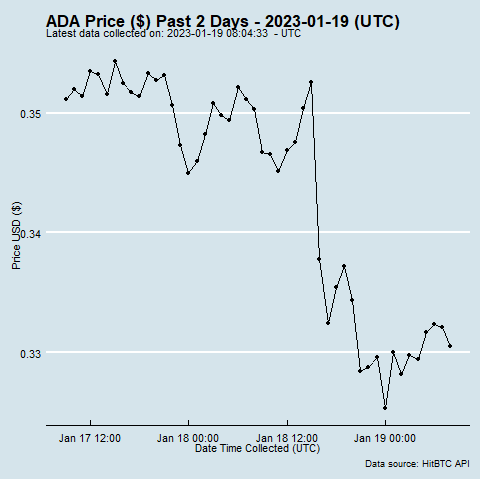 ADA Price ($) Past 2 Days - 2023-01-19 (UTC)
Latest data collected on: 2023-01-19 08:04:33 - UTC
Price USD ($)
0.35
0.34
0.33
Jan 17 12:00
Jan 18 00:00
Jan 18 12:00
Jan 19 00:00
Date Time Collected (UTC)
Data source: HitBTC API